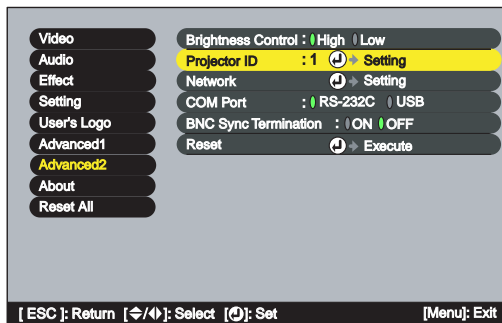 Video
Audio
Effect
Setting
User's Logo
Advanced1
Advanced2
About
Reset All
Brightness Control : High Low
Projector ID : 1 Setting
Network Setting
COM Port : RS-232C USB
BNC Sync Termination : ON OFF
Reset Execute
[ ESC ]: Return [ / ]: Select [ ]: Set [Menu]: Exit